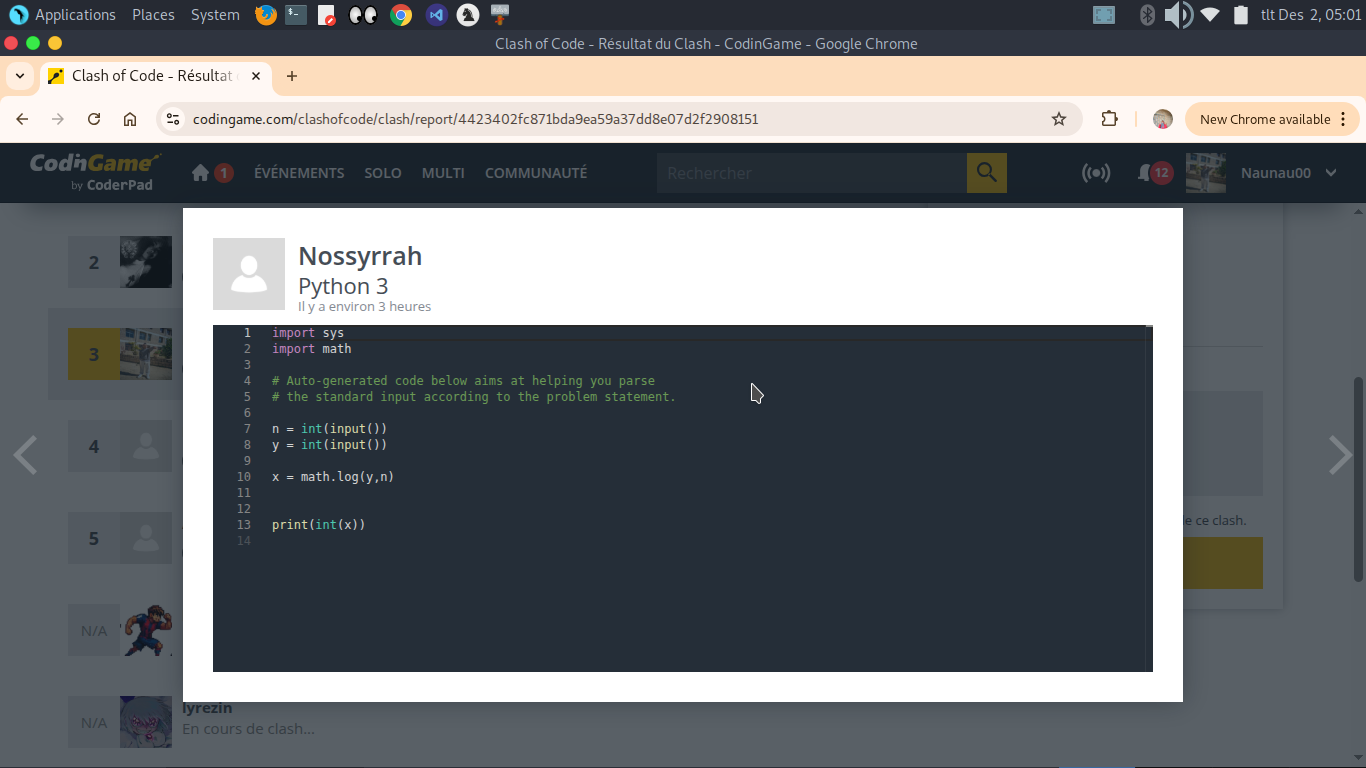 Applications Places System tlt Des 2, 05:01
Clash of Code - Résultat du Clash - CodinGame - Google Chrome
Clash of Code - Résultat
codingame.com/clashofcode/clash/report/4423402fc871bda9ea59a37dd8e07d2f2908151
New Chrome available
CodinGame
by CoderPad
1
ÉVÉNEMENTS SOLO MULTI COMMUNAUTÉ
Rechercher
12
Naunau00
2
3
4
5
N/A
N/A
Nossyrrah
Python 3
Il y a environ 3 heures
1 import sys
2 import math
3
4 # Auto-generated code below aims at helping you parse
5 # the standard input according to the problem statement.
6
7 n = int(input())
8 y = int(input())
9
10 x = math.log(y,n)
11
12
13 print(int(x))
14
e ce clash.
lyrezin
En cours de clash...